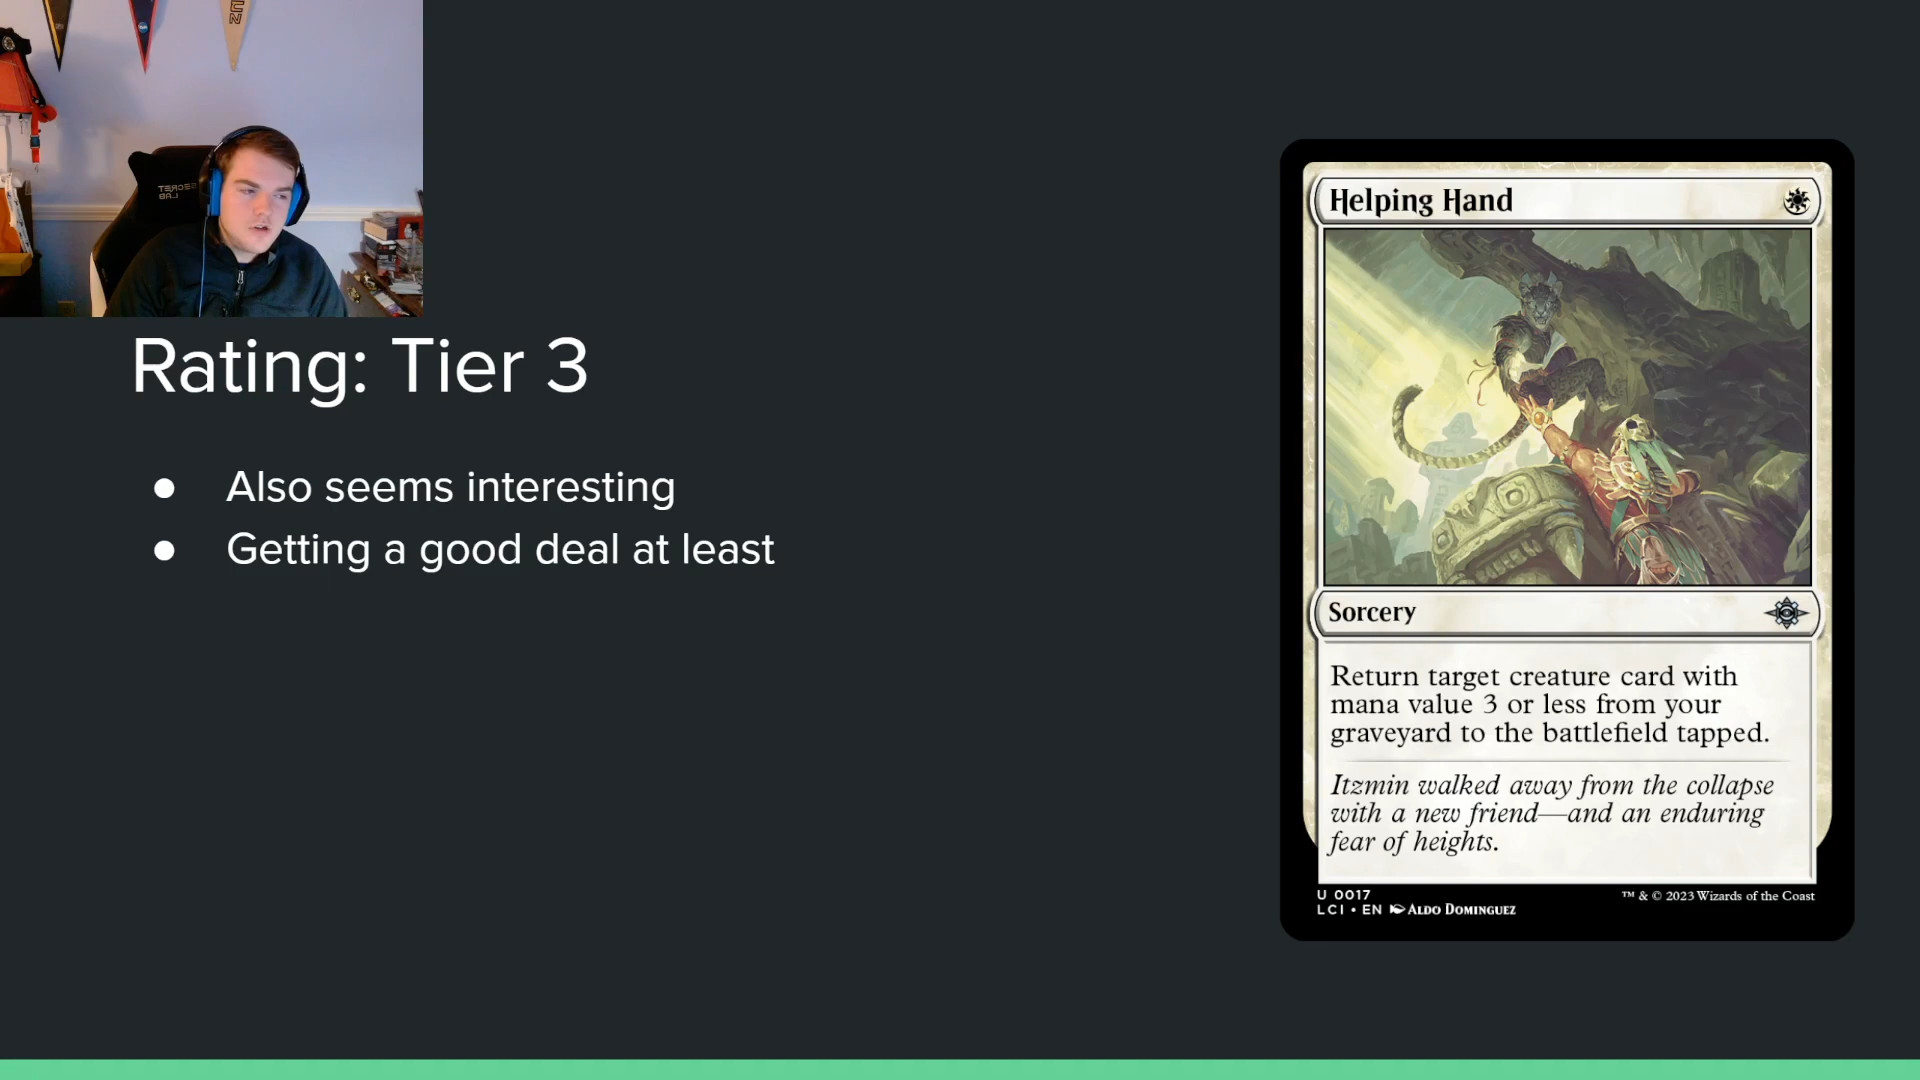 Rating: Tier 3
● Also seems interesting
● Getting a good deal at least
Helping Hand
Sorcery
Return target creature card with
mana value 3 or less from your
graveyard to the battlefield tapped.
Itzmin walked away from the collapse
with a new friend—and an enduring
fear of heights.
U 0017
LCI • EN ALDO DOMINGUEZ
™ & © 2023 Wizards of the Coast
SECRET
LAB